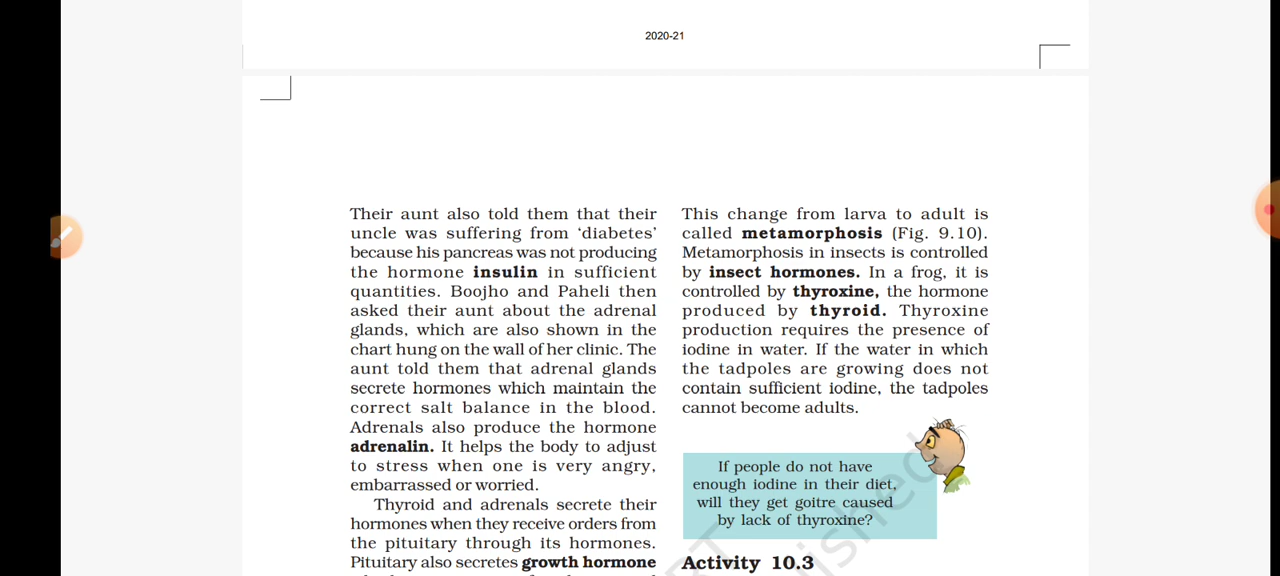 2020-21
Their aunt also told them that their
uncle was suffering from ‘diabetes’
because his pancreas was not producing
the hormone insulin in sufficient
quantities. Boojho and Paheli then
asked their aunt about the adrenal
glands, which are also shown in the
chart hung on the wall of her clinic. The
aunt told them that adrenal glands
secrete hormones which maintain the
correct salt balance in the blood.
Adrenals also produce the hormone
adrenalin. It helps the body to adjust
to stress when one is very angry,
embarrassed or worried.
Thyroid and adrenals secrete their
hormones when they receive orders from
the pituitary through its hormones.
Pituitary also secretes growth hormone
This change from larva to adult is
called metamorphosis (Fig. 9.10).
Metamorphosis in insects is controlled
by insect hormones. In a frog, it is
controlled by thyroxine, the hormone
produced by thyroid. Thyroxine
production requires the presence of
iodine in water. If the water in which
the tadpoles are growing does not
contain sufficient iodine, the tadpoles
cannot become adults.
If people do not have
enough iodine in their diet,
will they get goitre caused
by lack of thyroxine?
Activity 10.3